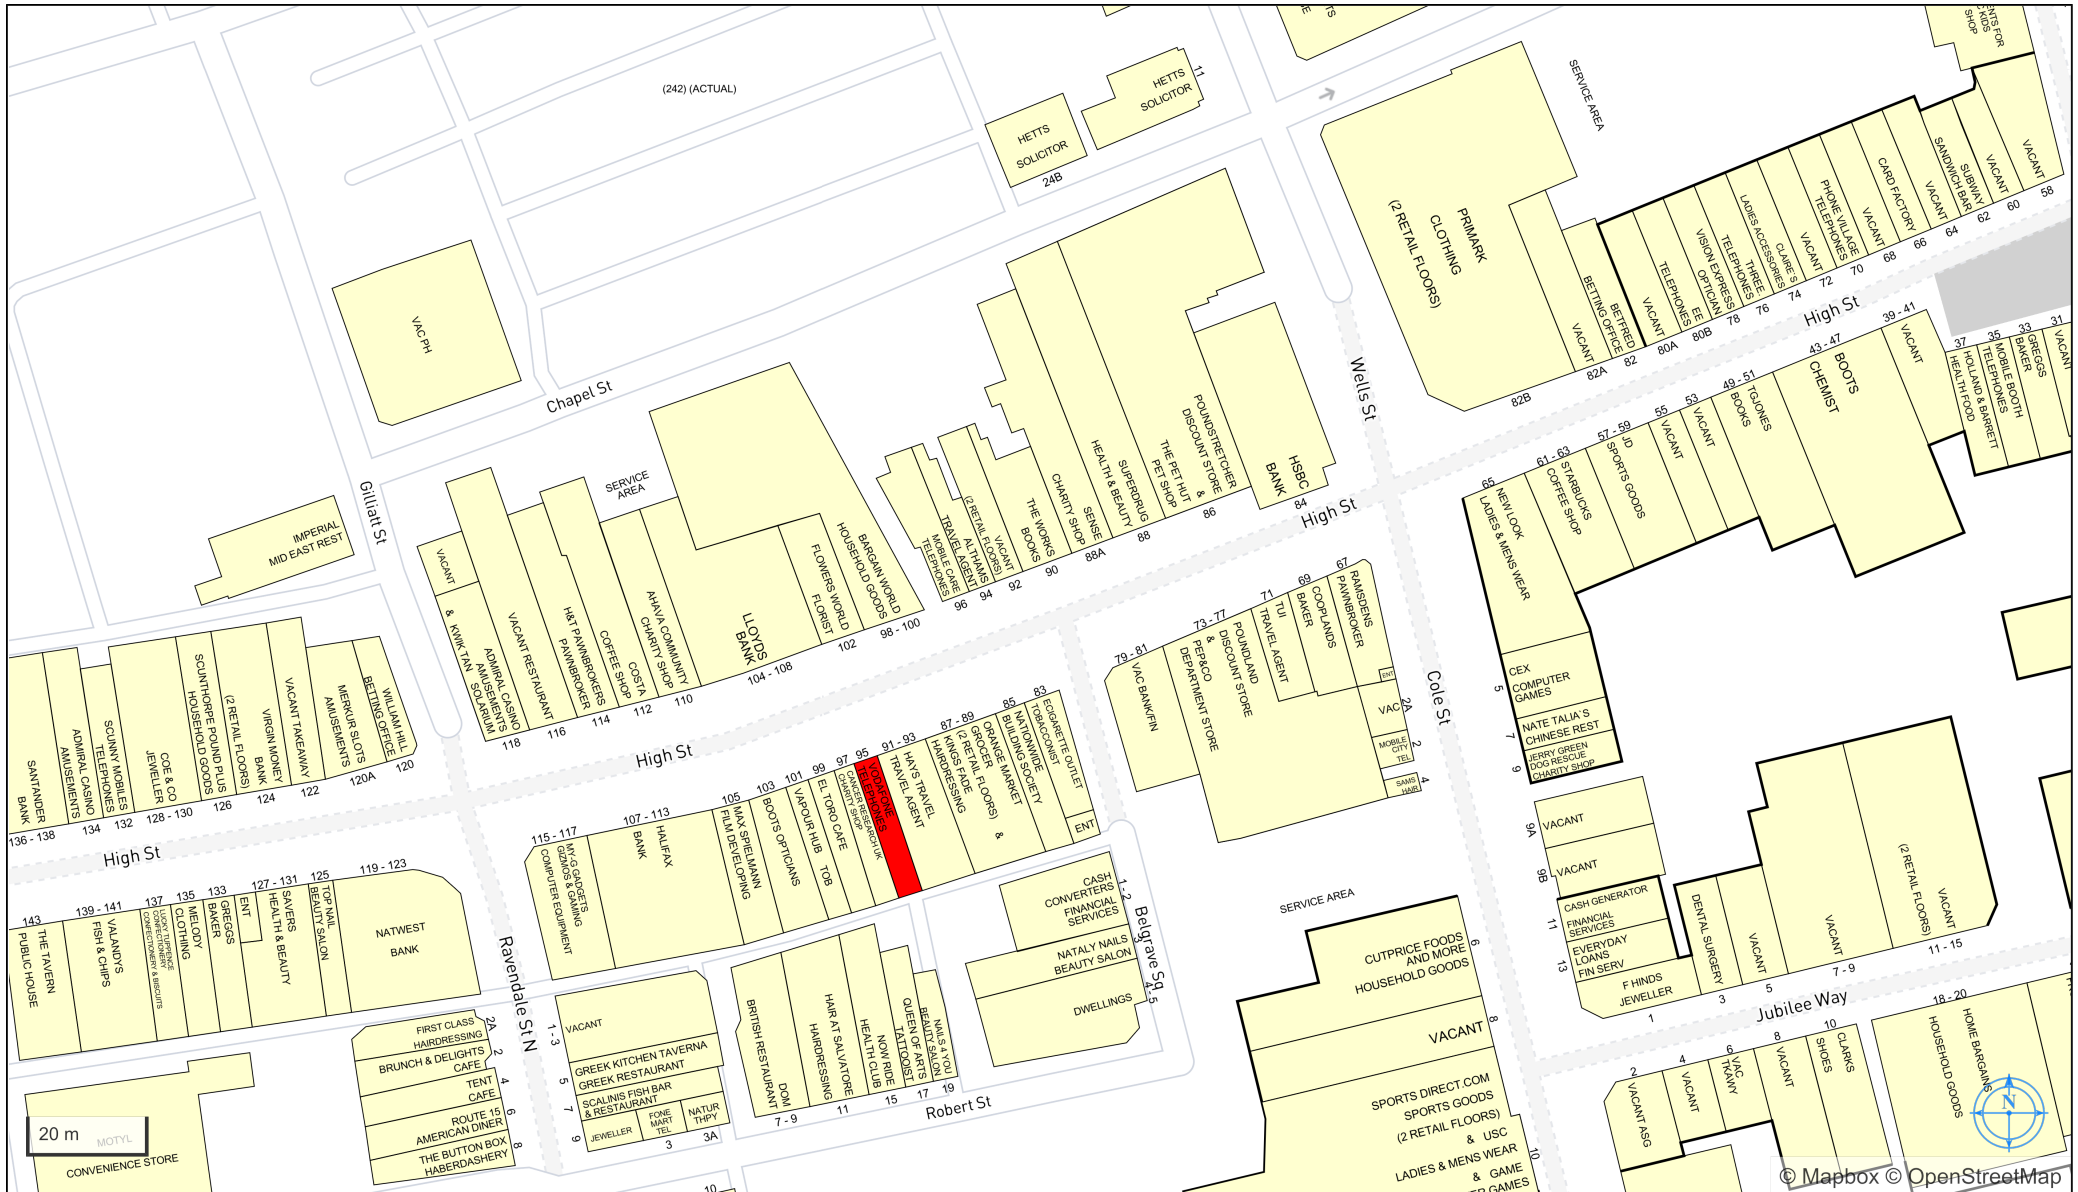 (242) (ACTUAL)
HETTS
SOLICITOR
11
HETTS
SOLICITOR
24B
SERVICE AREA
SHOP
PRIMARK
CLOTHING
(2 RETAIL FLOORS)
82B
VACANT
82A
BETFRED
BETTING OFFICE
82
VACANT
80A
EE
TELEPHONES
80B
VISION EXPRESS
OPTICIAN
78
THREE
TELEPHONES
76
CLAIRE'S
LADIES ACCESSORIES
74
VACANT
72
PHONE VILLAGE
TELEPHONES
70
VACANT
68
CARD FACTORY
66
VACANT
64
SUBWAY
SANDWICH BAR
62
VACANT
60
VACANT
58
High St
VAC PH
Chapel St
Gilliatt St
Wells St
IMPERIAL
MID EAST REST
SERVICE
AREA
VACANT
KWIK TAN
&
SOLARIUM
ADMIRAL CASINO
AMUSEMENTS
118
VACANT RESTAURANT
116
H&T PAWNBROKERS
PAWNBROKER
114
COSTA
COFFEE SHOP
112
AHAVA COMMUNITY
CHARITY SHOP
110
LLOYDS
BANK
104 - 108
FLOWERS WORLD
FLORIST
102
BARGAIN WORLD
HOUSEHOLD GOODS
98 - 100
MOBILE CARE
TELEPHONES
96
ALTHAMS
TRAVEL AGENT
94
VACANT
(2 RETAIL FLOORS)
92
THE WORKS
BOOKS
90
SENSE
CHARITY SHOP
88A
SUPERDRUG
HEALTH & BEAUTY
88
THE PET HUT
PET SHOP
&
POUNDSTRETCHER
DISCOUNT STORE
86
HSBC
BANK
84
High St
39 - 41
VACANT
43 - 47
BOOTS
CHEMIST
49 - 51
TGJONES
BOOKS
53
VACANT
55
VACANT
57 - 59
JD
SPORTS GOODS
61 - 63
STARBUCKS
COFFEE SHOP
65
NEW LOOK
LADIES & MENS WEAR
37
HOLLAND & BARRETT
HEALTH FOOD
35
MOBILE BOOTH
TELEPHONES
33
GREGGS
BAKER
31
VACANT
CEX
COMPUTER
GAMES
5
NATE TALIA`S
CHINESE REST
7
JERRY GREEN
DOG RESCUE
CHARITY SHOP
9
VACANT
9A
VACANT
9B
CASH GENERATOR
FINANCIAL
SERVICES
11
EVERYDAY
LOANS
FIN SERV
13
F HINDS
JEWELLER
1
DENTAL SURGERY
3
VACANT
5
VACANT
7 - 9
VACANT
(2 RETAIL FLOORS)
11 - 15
Jubilee Way
Cole St
67
RAMSDENS
PAWNBROKER
69
COOPLANDS
BAKER
71
TUI
TRAVEL AGENT
73 - 77
POUNDLAND
DISCOUNT STORE
&
PEP&CO
DEPARTMENT STORE
79 - 81
VAC BANK/FIN
ENT
VAC
2A
MOBILE
CITY
TEL
2
SAMS
HAIR
4
SANTANDER
BANK
136 - 138
ADMIRAL CASINO
AMUSEMENTS
134
SCUNNY MOBILES
TELEPHONES
132
COE & CO
JEWELLER
128 - 130
SCUNTHORPE POUND PLUS
HOUSEHOLD GOODS
126
VIRGIN MONEY
BANK
(2 RETAIL FLOORS)
124
VACANT TAKEAWAY
122
MERKUR SLOTS
AMUSEMENTS
120A
WILLIAM HILL
BETTING OFFICE
120
High St
High St
83
ECIGARETTE OUTLET
TOBACCONIST
ENT
85
NATIONWIDE
BUILDING SOCIETY
87 - 89
ORANGE MARKET
GROCER
(2 RETAIL FLOORS)
&
KINGS FADE
HAIRDRESSING
91 - 93
HAYS TRAVEL
TRAVEL AGENT
95
VODAFONE
TELEPHONES
97
CANCER RESEARCH UK
CHARITY SHOP
99
EL TORO CAFE
101
VAPOUR HUB
TOB
103
BOOTS OPTICIANS
105
MAX SPIELMANN
FILM DEVELOPING
107 - 113
HALIFAX
BANK
115 - 117
MY-G GADGETS
GIZMOS & GAMING
COMPUTER EQUIPMENT
119 - 123
NATWEST
BANK
125
TOP NAIL
BEAUTY SALON
127 - 131
SAVERS
HEALTH & BEAUTY
ENT
133
GREGGS
BAKER
135
MELODY
CLOTHING
137
LUCKY TUPPENCE
CONFECTIONERY
CONFECTIONERY & BISCUITS
139 - 141
VALANDYS
FISH & CHIPS
143
THE TAVERN
PUBLIC HOUSE
Ravendale St N
FIRST CLASS
HAIRDRESSING
2A
BRUNCH & DELIGHTS
CAFE
2
TENT
CAFE
4
ROUTE 15
AMERICAN DINER
6
THE BUTTON BOX
HABERDASHERY
8
VACANT
1 - 3
GREEK KITCHEN TAVERNA
GREEK RESTAURANT
5
SCALINIS FISH BAR
& RESTAURANT
7
JEWELLER
9
FONE
MART
TEL
3
NATUR
THPY
3A
DOM
BRITISH RESTAURANT
7 - 9
HAIR AT SALVATORE
HAIRDRESSING
11
NOW RIDE
HEALTH CLUB
15
QUEEN OF ARTS
TATTOOIST
17
NAILS 4 YOU
BEAUTY SALON
19
Robert St
10
CASH
CONVERTERS
FINANCIAL
SERVICES
1 - 2
NATALY NAILS
BEAUTY SALON
3
DWELLINGS
4 - 5
Belgrave Sq
SERVICE AREA
CUTPRICE FOODS
AND MORE
HOUSEHOLD GOODS
6
VACANT
8
SPORTS DIRECT.COM
SPORTS GOODS
(2 RETAIL FLOORS)
& USC
LADIES & MENS WEAR
& GAME
10
VACANT ASG
2
VACANT
4
VAC
TKAWY
6
VACANT
8
CLARKS
SHOES
10
HOME BARGAINS
HOUSEHOLD GOODS
18 - 20
MOTYL
CONVENIENCE STORE
20 m
N
© Mapbox © OpenStreetMap